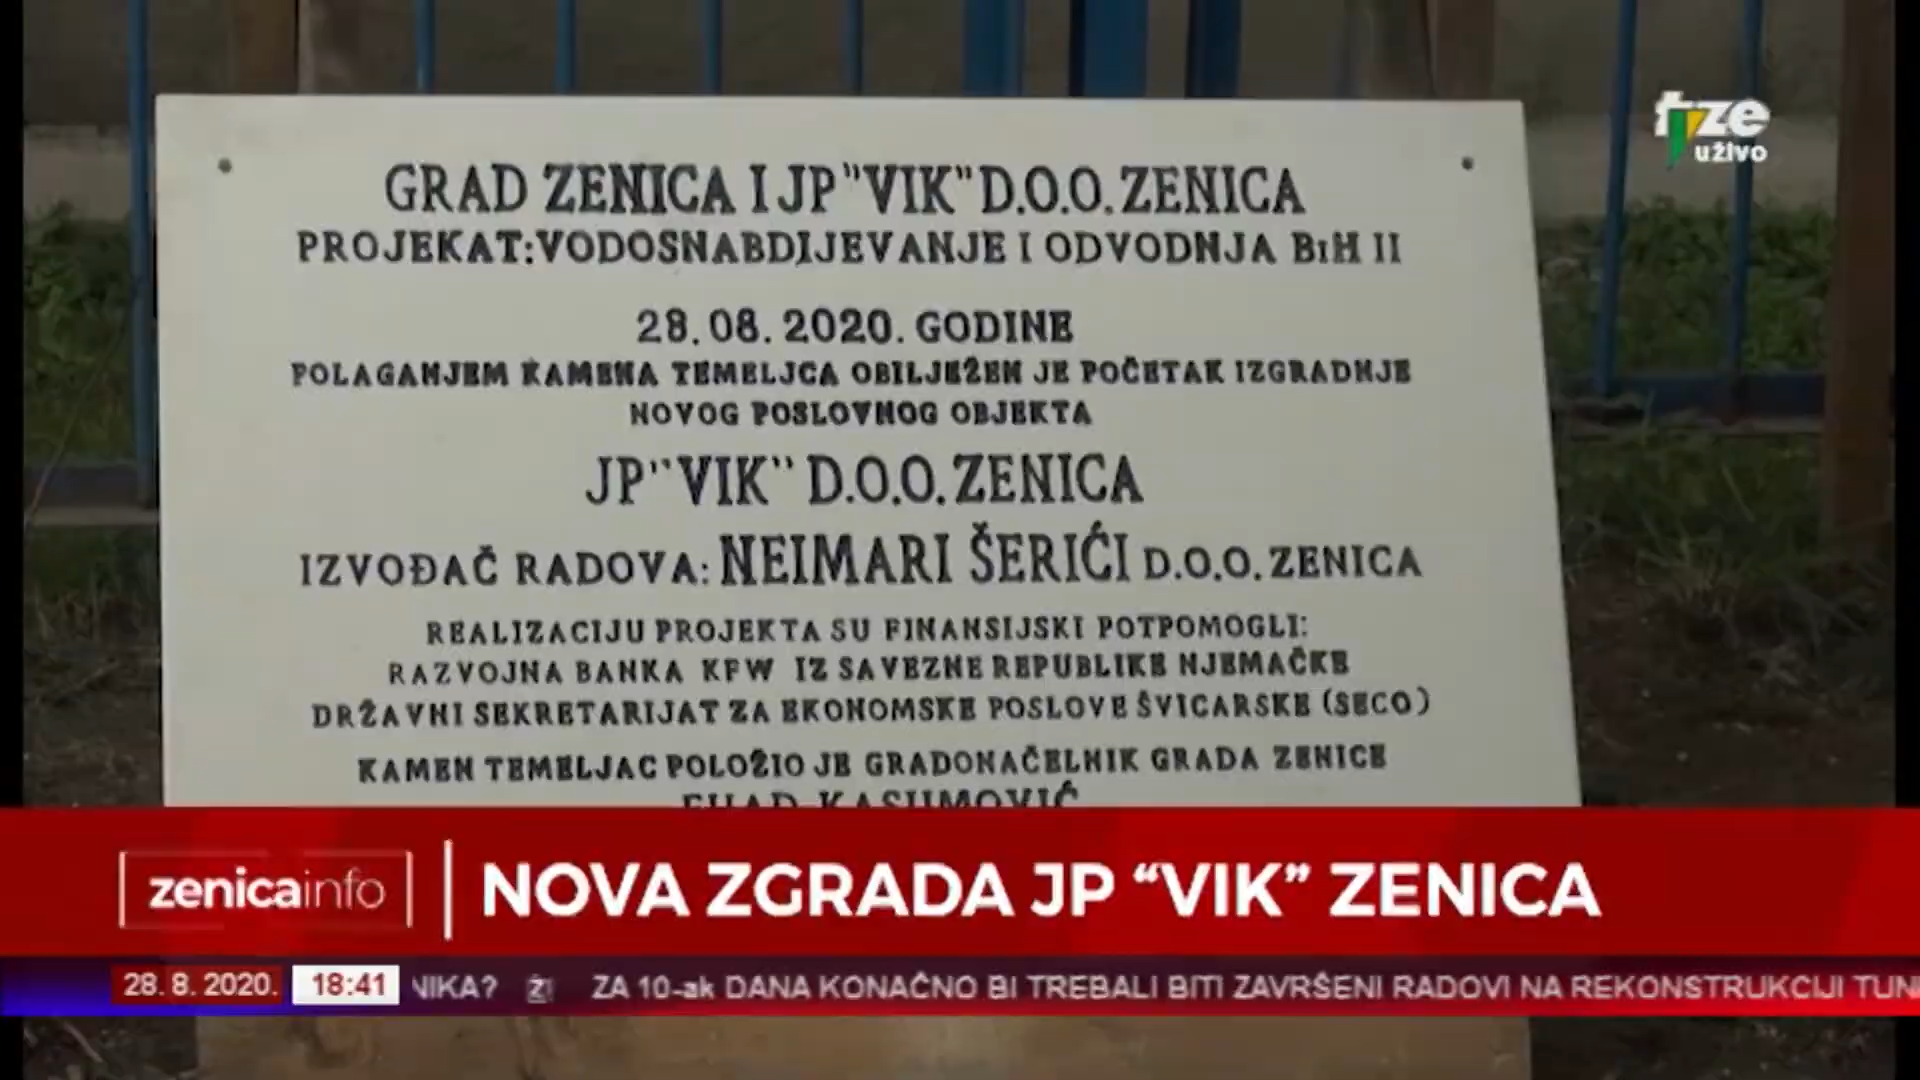 GRAD ZENICA I JP "VIK" D.O.O. ZENICA
PROJEKAT: VODOSNABDIJEVANJE I ODVODNJA BiH II
28. 08. 2020. GODINE
POLAGANJEM KAMENA TEMELJCA OBILJEŽEN JE POČETAK IZGRADNJE
NOVOG POSLOVNOG OBJEKTA
JP "VIK" D.O.O. ZENICA
IZVOĐAČ RADOVA: NEIMARI ŠERIĆI D.O.O. ZENICA
REALIZACIJU PROJEKTA SU FINANSIJSKI POTPOMOGLI:
RAZVOJNA BANKA KFW IZ SAVEZNE REPUBLIKE NJEMAČKE
DRŽAVNI SEKRETARIJAT ZA EKONOMSKE POSLOVE ŠVICARSKE (SECO)
KAMEN TEMELJAC POLOŽIO JE GRADONAČELNIK GRADA ZENICE
FUAD KASUMOVIĆ
tvze
uživo
zenicainfo
NOVA ZGRADA JP “VIK” ZENICA
28. 8. 2020. 18:41 NIKA? ZA 10-ak DANA KONAČNO BI TREBALI BITI ZAVRŠENI RADOVI NA REKONSTRUKCIJI TUN